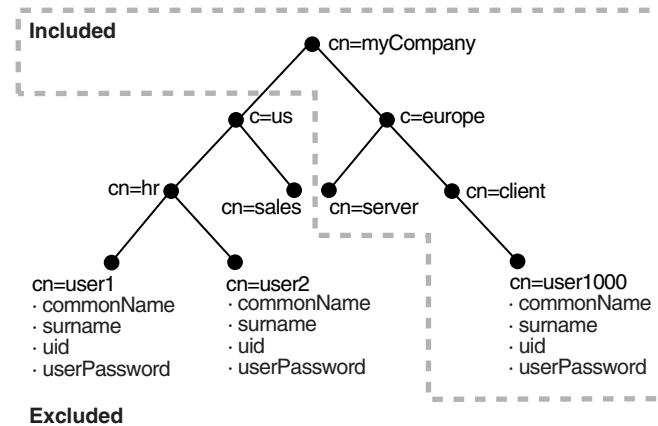 Included
cn=myCompany
c=us
c=europe
cn=hr
cn=sales
cn=server
cn=client
cn=user1
· commonName
· surname
· uid
· userPassword
cn=user2
· commonName
· surname
· uid
· userPassword
cn=user1000
· commonName
· surname
· uid
· userPassword
Excluded